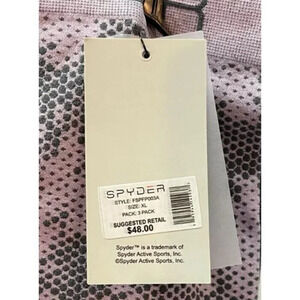 SPYDER
STYLE: FSPFP003A
SIZE: XL
PACK: 3 PACK
SUGGESTED RETAIL
$48.00
Spyder™ is a trademark of
Spyder Active Sports, Inc.
©Spyder Active Sports, Inc.